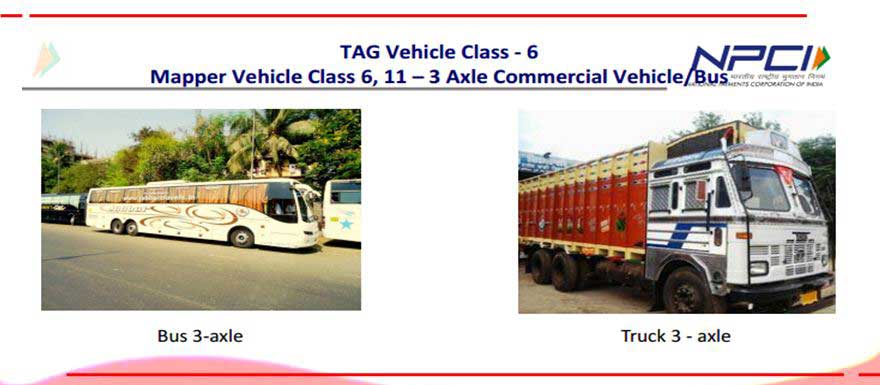 TAG Vehicle Class - 6
Mapper Vehicle Class 6, 11 – 3 Axle Commercial Vehicle/Bus
NPCI
भारतीय राष्ट्रीय भुगतान निगम
NATIONAL PAYMENTS CORPORATION OF INDIA
Bus 3-axle
Truck 3 - axle